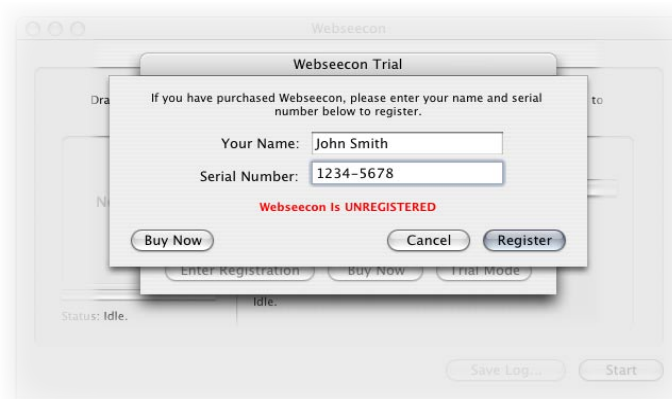 Webseecon
Webseecon Trial
Dra
to
If you have purchased Webseecon, please enter your name and serial
number below to register.
Your Name: John Smith
Serial Number: 1234-5678
Webseecon Is UNREGISTERED
Buy Now Cancel Register
Enter Registration Buy Now Trial Mode
Idle.
Status: Idle.
Save Log... Start